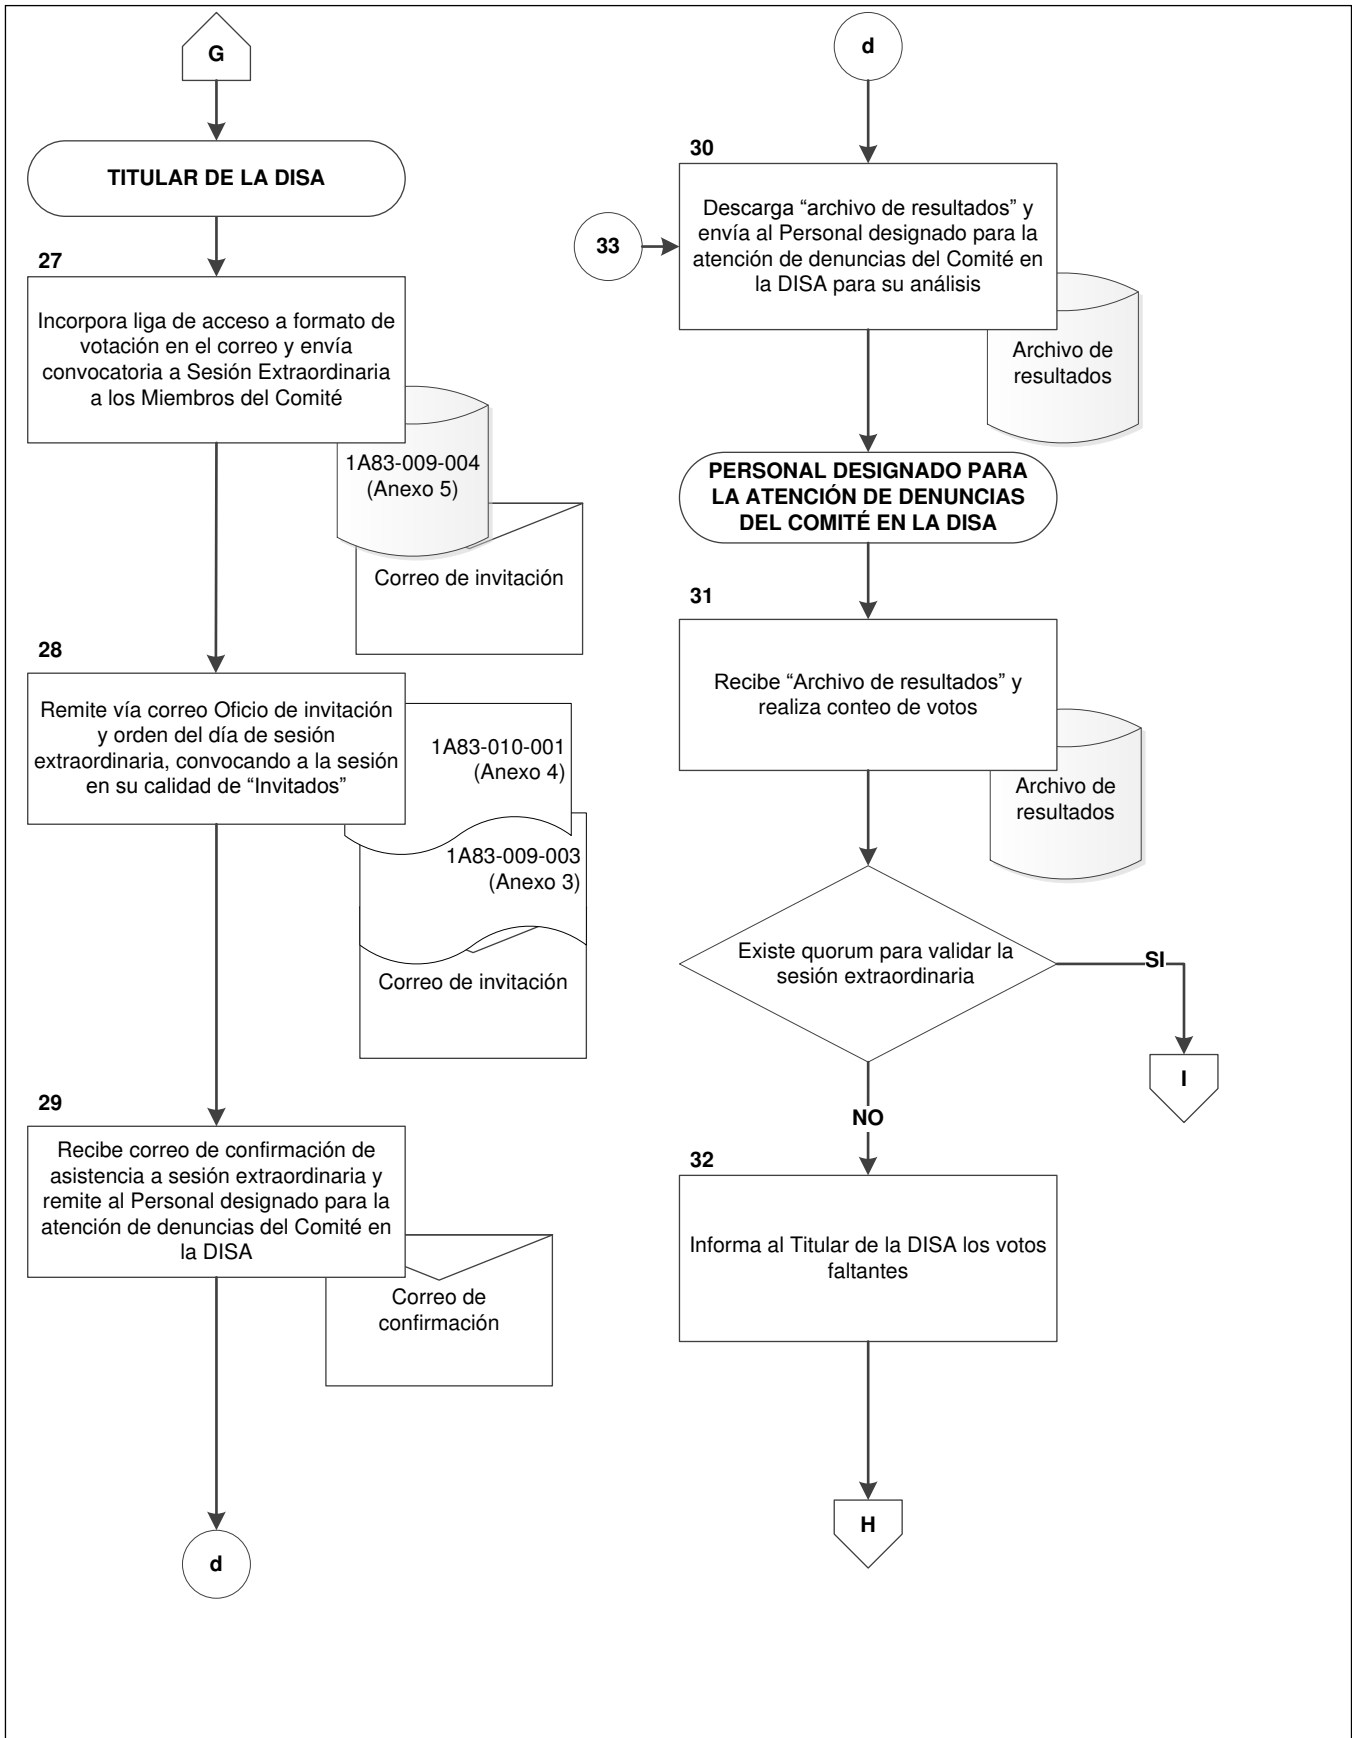 G
TITULAR DE LA DISA
27
Incorpora liga de acceso a formato de
votación en el correo y envía
convocatoria a Sesión Extraordinaria
a los Miembros del Comité
1A83-009-004
(Anexo 5)
Correo de invitación
28
Remite vía correo Oficio de invitación
y orden del día de sesión
extraordinaria, convocando a la sesión
en su calidad de “Invitados”
1A83-010-001
(Anexo 4)
1A83-009-003
(Anexo 3)
Correo de invitación
29
Recibe correo de confirmación de
asistencia a sesión extraordinaria y
remite al Personal designado para la
atención de denuncias del Comité en
la DISA
Correo de
confirmación
d
d
30
33
Descarga “archivo de resultados” y
envía al Personal designado para la
atención de denuncias del Comité en
la DISA para su análisis
Archivo de
resultados
PERSONAL DESIGNADO PARA
LA ATENCIÓN DE DENUNCIAS
DEL COMITÉ EN LA DISA
31
Recibe “Archivo de resultados” y
realiza conteo de votos
Archivo de
resultados
Existe quorum para validar la
sesión extraordinaria
SI
I
NO
32
Informa al Titular de la DISA los votos
faltantes
H